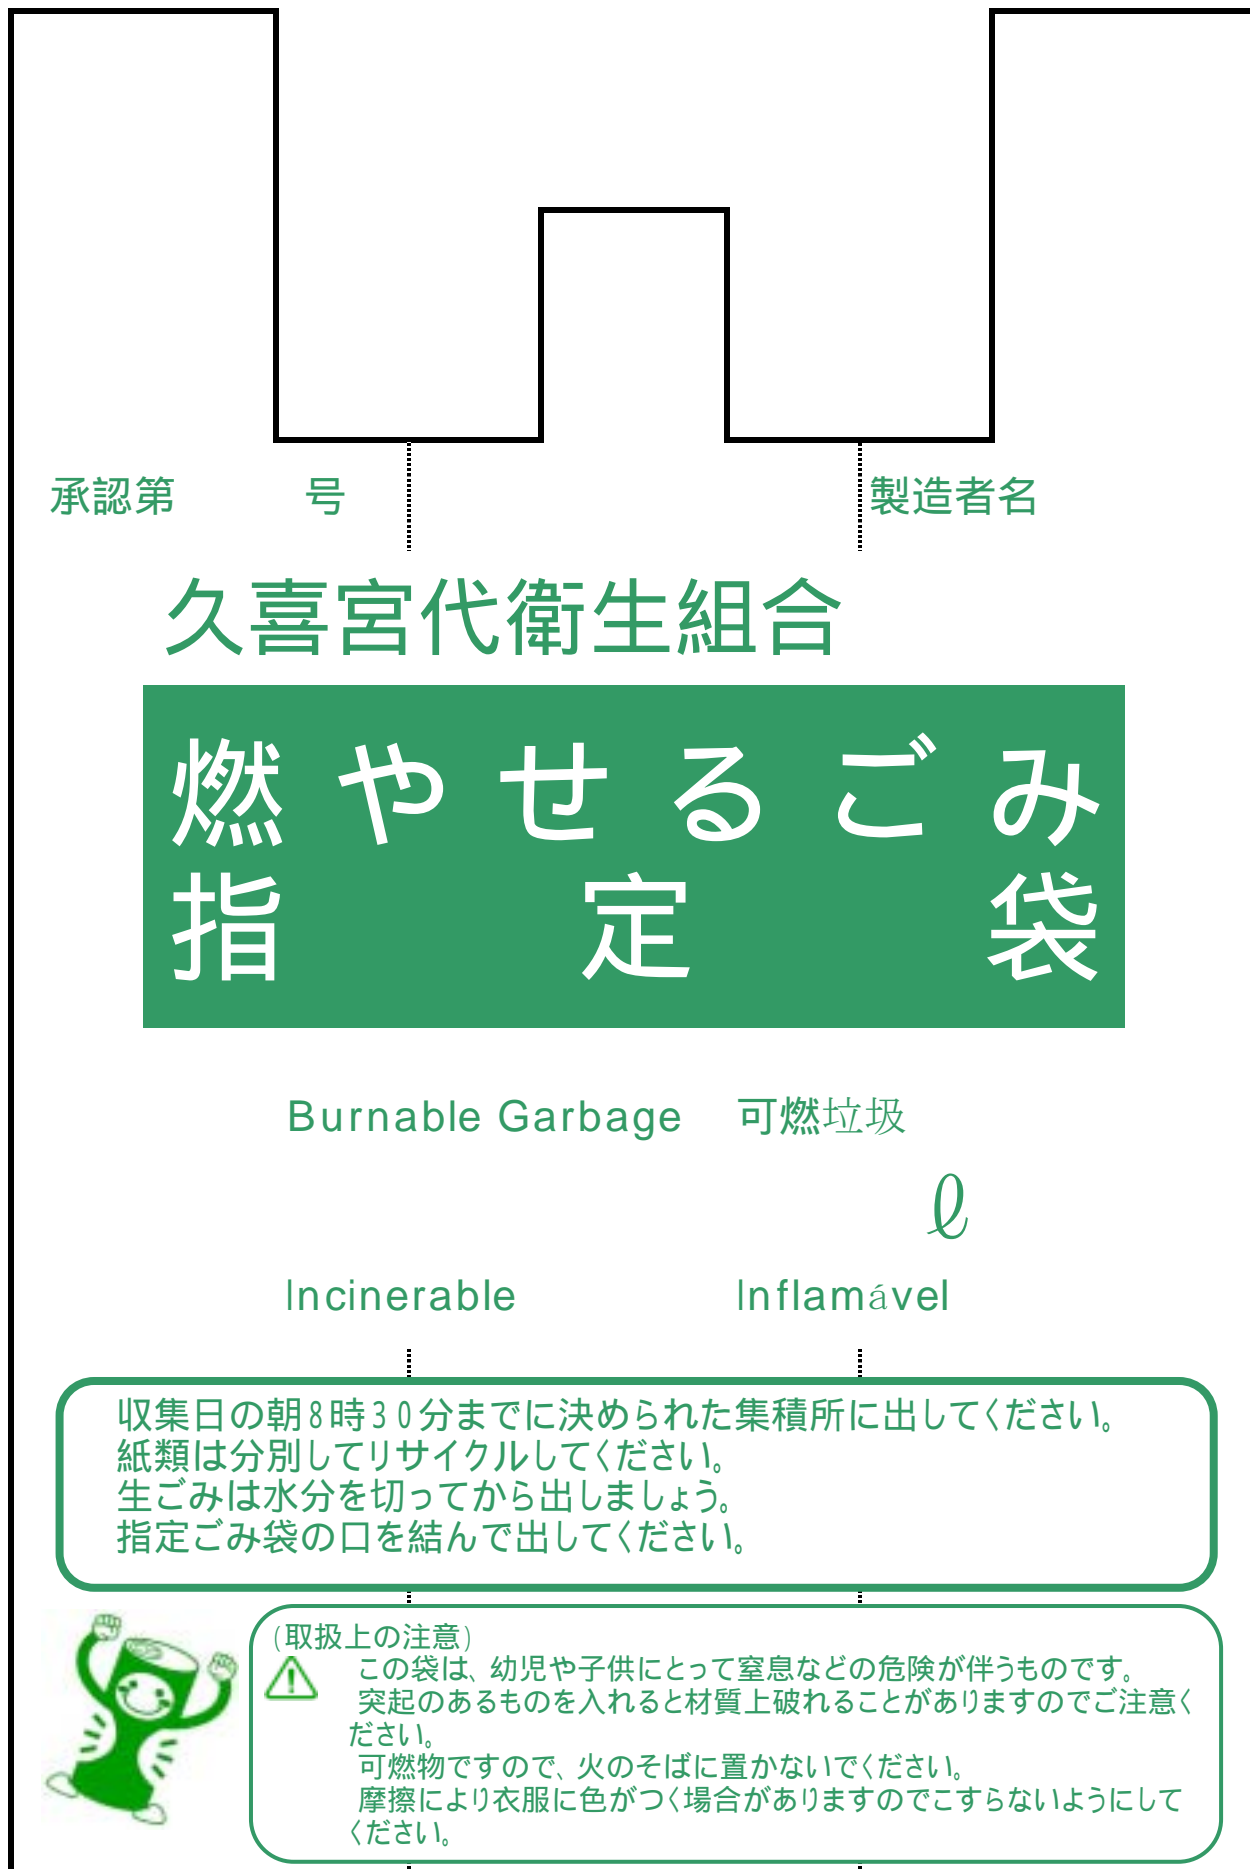 承認第　　　号　　　　　　　　　　　　製造者名
久喜宮代衛生組合
燃やせるごみ
指定袋
Burnable Garbage　可燃垃圾
ℓ
Incinerable　　　　　Inflamável
収集日の朝8時30分までに決められた集積所に出してください。
紙類は分別してリサイクルしてください。
生ごみは水分を切ってから出しましょう。
指定ごみ袋の口を結んで出してください。
(取扱上の注意)
この袋は、幼児や子供にとって窒息などの危険が伴うものです。
突起のあるものを入れると材質上破れることがありますのでご注意く
ださい。
可燃物ですので、火のそばに置かないでください。
摩擦により衣服に色がつく場合がありますのでこすらないようにして
ください。